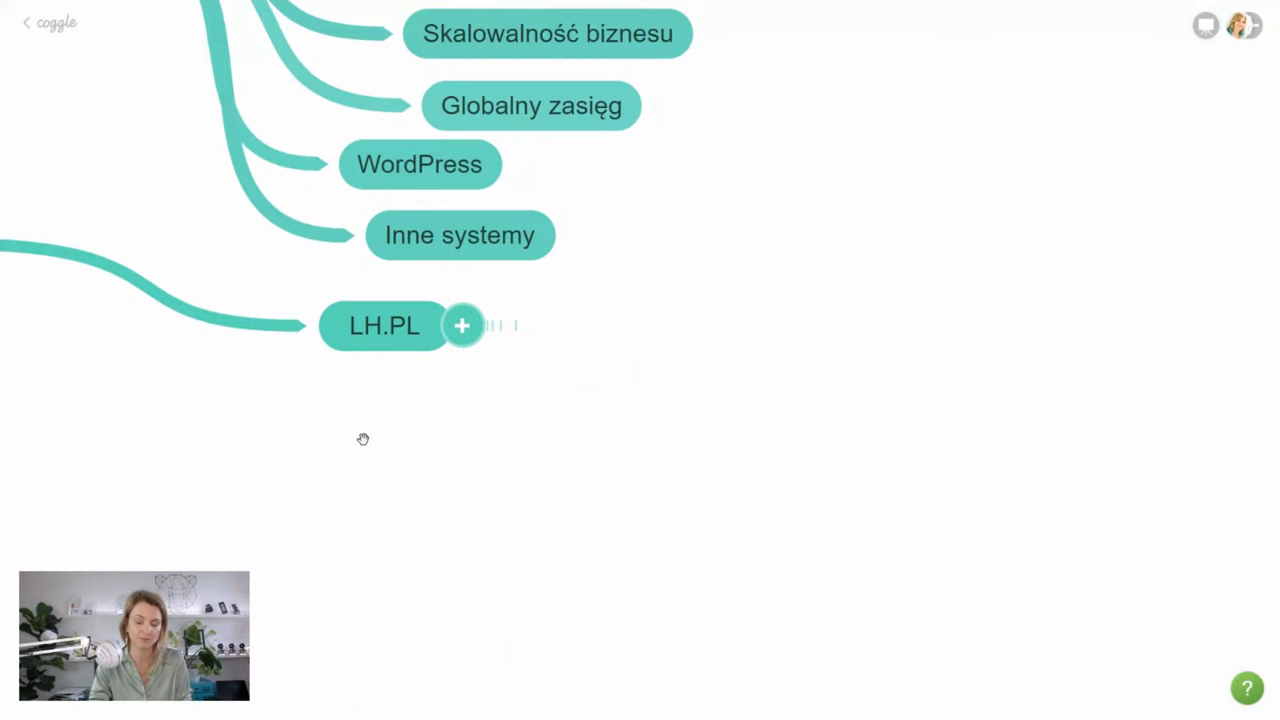 coggle
Skalowalność biznesu
Globalny zasięg
WordPress
Inne systemy
LH.PL
?